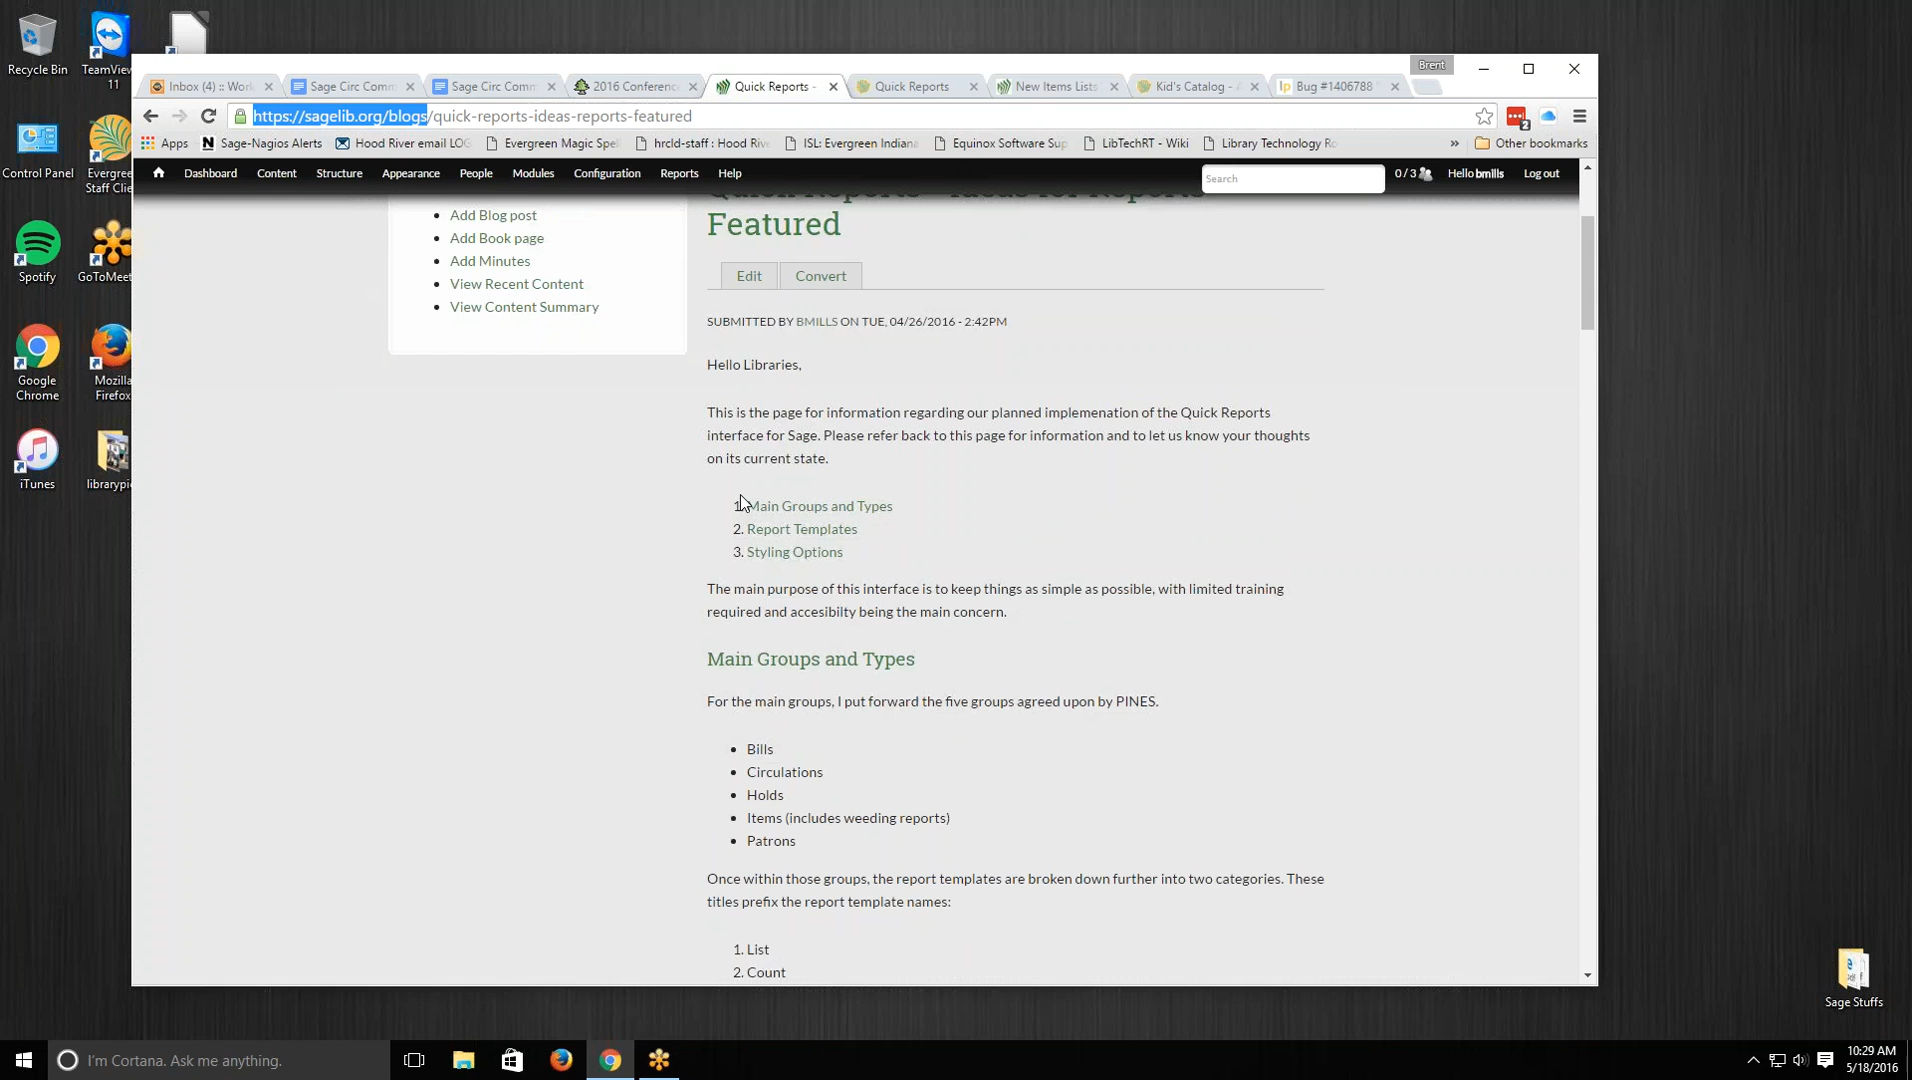 Recycle Bin
TeamView
11
Control Panel
Evergreen
Staff Clie
Spotify
GoToMeet
Google
Chrome
Mozilla
Firefox
iTunes
librarypi
Sage Stuffs
Brent
Inbox (4) :: Work
Sage Circ Comm
Sage Circ Comm
2016 Conference
Quick Reports -
Quick Reports
New Items Lists
Kid's Catalog - A
Bug #1406788 "
https://sagelib.org/blogs/quick-reports-ideas-reports-featured
2
Apps
Sage-Nagios Alerts
Hood River email LOG
Evergreen Magic Spel
hrcld-staff : Hood Rive
ISL: Evergreen Indiana
Equinox Software Sup
LibTechRT - Wiki
Library Technology Ro
»
Other bookmarks
Dashboard
Content
Structure
Appearance
People
Modules
Configuration
Reports
Help
Search
0 / 3
Hello bmills
Log out
Add Blog post
Add Book page
Add Minutes
View Recent Content
View Content Summary
Quick Reports - Ideas for Reports
Featured
Edit
Convert
SUBMITTED BY BMILLS ON TUE, 04/26/2016 - 2:42PM
Hello Libraries,
This is the page for information regarding our planned implemenation of the Quick Reports
interface for Sage. Please refer back to this page for information and to let us know your thoughts
on its current state.
1. Main Groups and Types
2. Report Templates
3. Styling Options
The main purpose of this interface is to keep things as simple as possible, with limited training
required and accesibilty being the main concern.
Main Groups and Types
For the main groups, I put forward the five groups agreed upon by PINES.
• Bills
• Circulations
• Holds
• Items (includes weeding reports)
• Patrons
Once within those groups, the report templates are broken down further into two categories. These
titles prefix the report template names:
1. List
2. Count
I'm Cortana. Ask me anything.
10:29 AM
5/18/2016